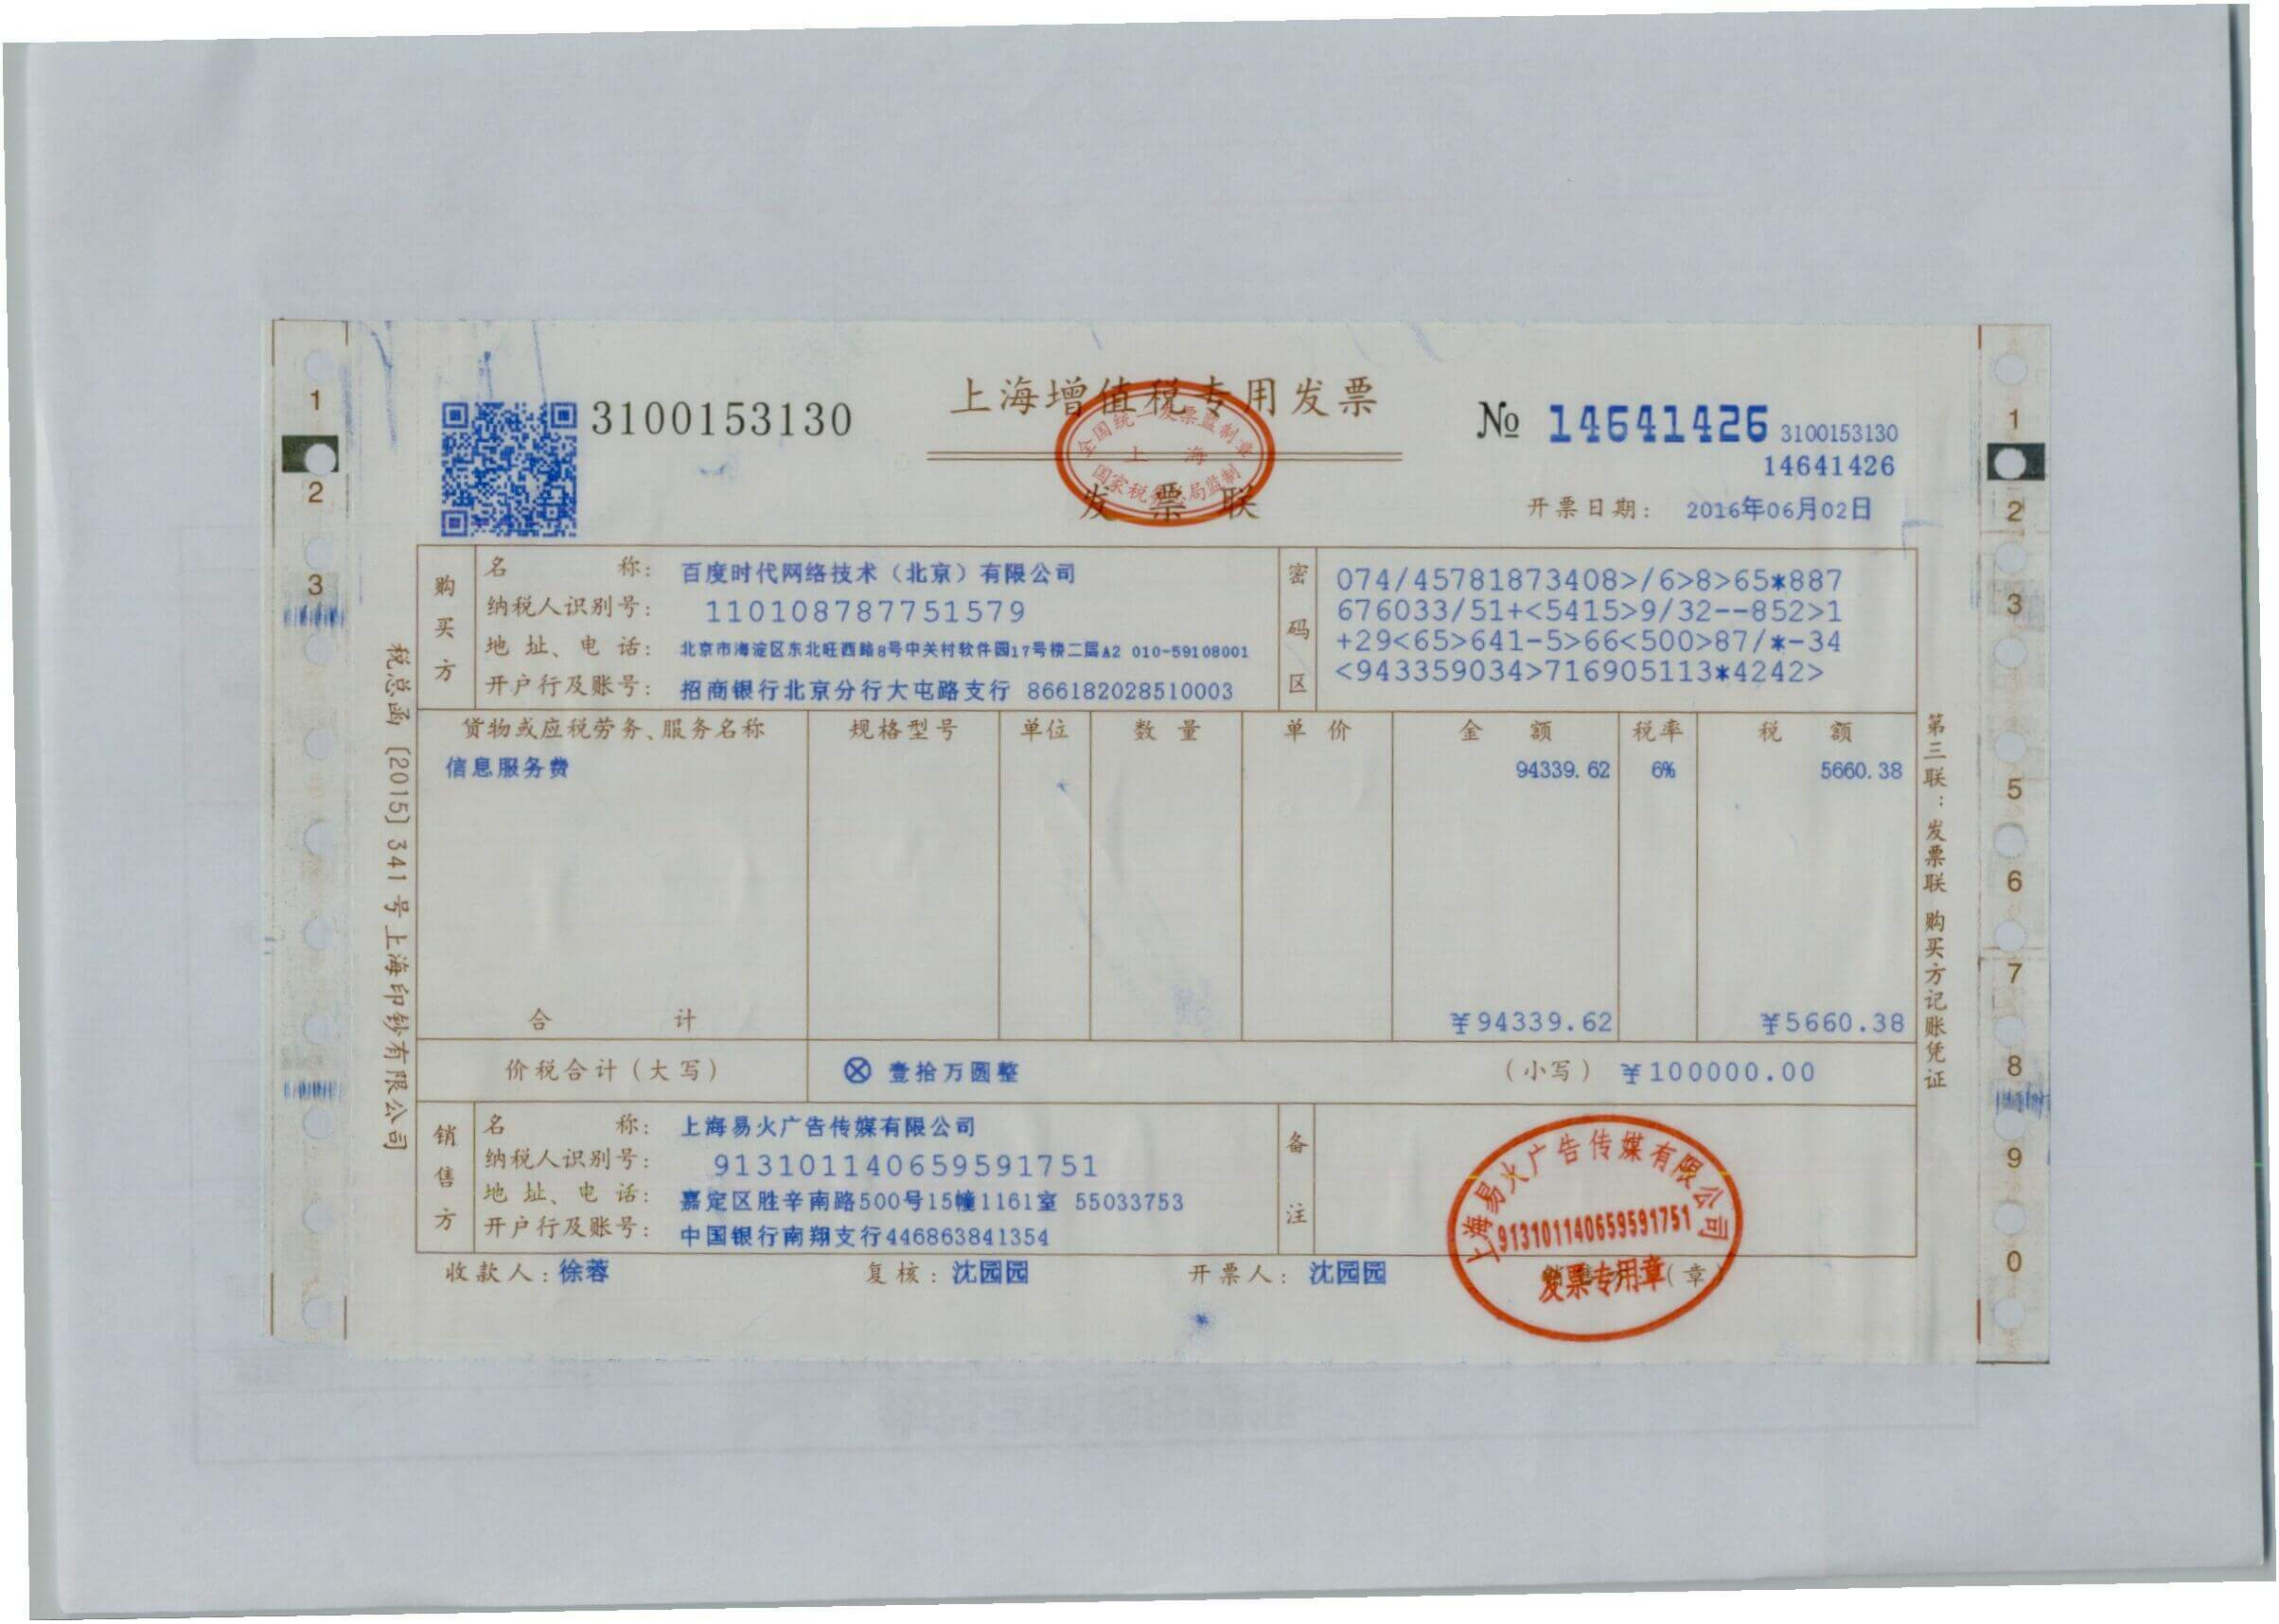 上海增值税专用发票
3100153130
№ 14641426
3100153130
14641426
全国统一发票监制章
上海
国家税务总局监制
发票联
开票日期： 2016年06月02日
购买方
名称： 百度时代网络技术（北京）有限公司
纳税人识别号： 110108787751579
地址、电话： 北京市海淀区东北旺西路8号中关村软件园17号楼二层A2 010-59108001
开户行及账号： 招商银行北京分行大屯路支行 866182028510003
密码区
074/45781873408>/6>8>65*887
676033/51+<5415>9/32--852>1
+29<65>641-5>66<500>87/*-34
<943359034>716905113*4242>
货物或应税劳务、服务名称 规格型号 单位 数量 单价 金额 税率 税额
信息服务费 94339.62 6% 5660.38
合计 ¥94339.62 ¥5660.38
价税合计（大写） ⊗ 壹拾万圆整 （小写） ¥100000.00
销售方
名称： 上海易火广告传媒有限公司
纳税人识别号： 913101140659591751
地址、电话： 嘉定区胜辛南路500号15幢1161室 55033753
开户行及账号： 中国银行南翔支行446863841354
备注
收款人：徐蓉 复核：沈园园 开票人：沈园园 （章）
上海易火广告传媒有限公司
913101140659591751
发票专用章
税总函〔2015〕341号上海印钞有限公司
第三联：发票联 购买方记账凭证
1
2
3
1
2
3
5
6
7
8
9
0